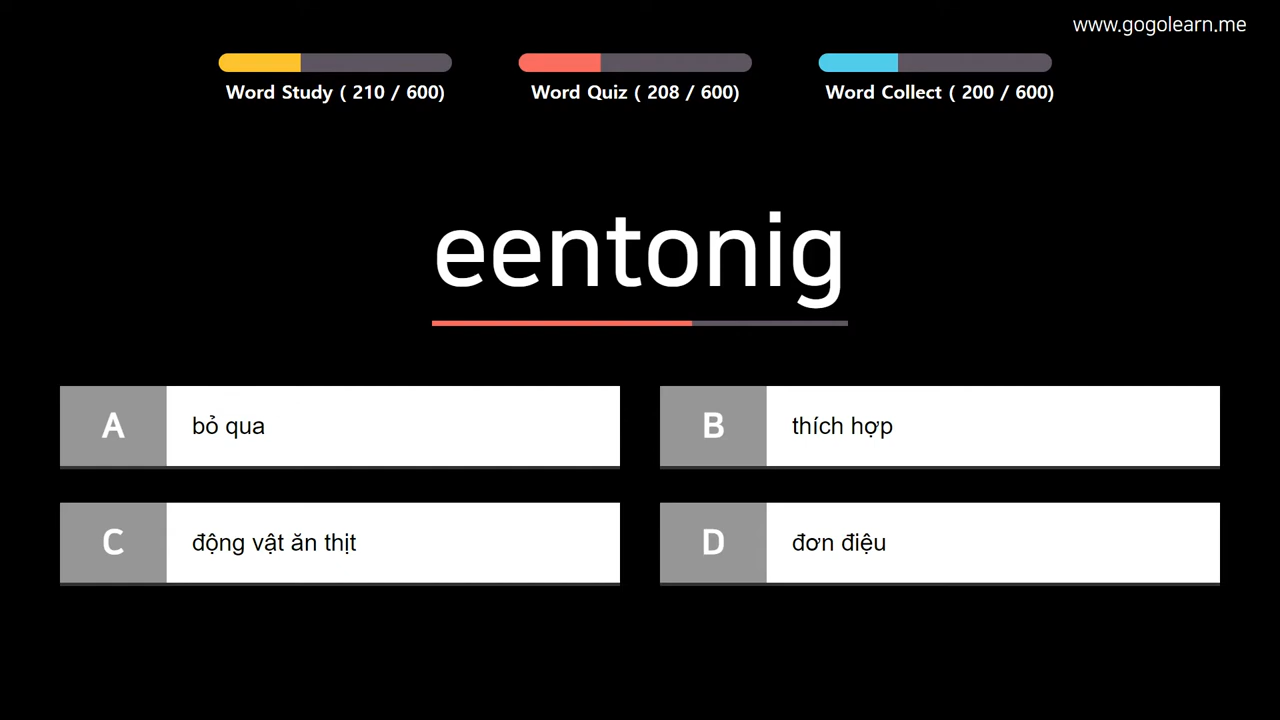 www.gogolearn.me
Word Study ( 210 / 600)
Word Quiz ( 208 / 600)
Word Collect ( 200 / 600)
eentonig
A bỏ qua
B thích hợp
C động vật ăn thịt
D đơn điệu